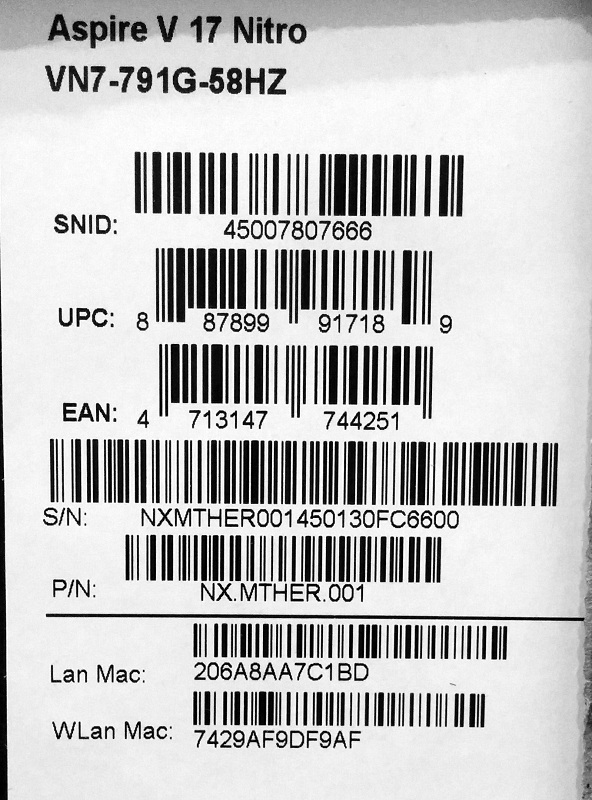 Aspire V 17 Nitro
VN7-791G-58HZ
SNID: 45007807666
UPC: 8 87899 91718 9
EAN: 4 713147 744251
S/N: NXMTHER001450130FC6600
P/N: NX.MTHER.001
Lan Mac: 206A8AA7C1BD
WLan Mac: 7429AF9DF9AF